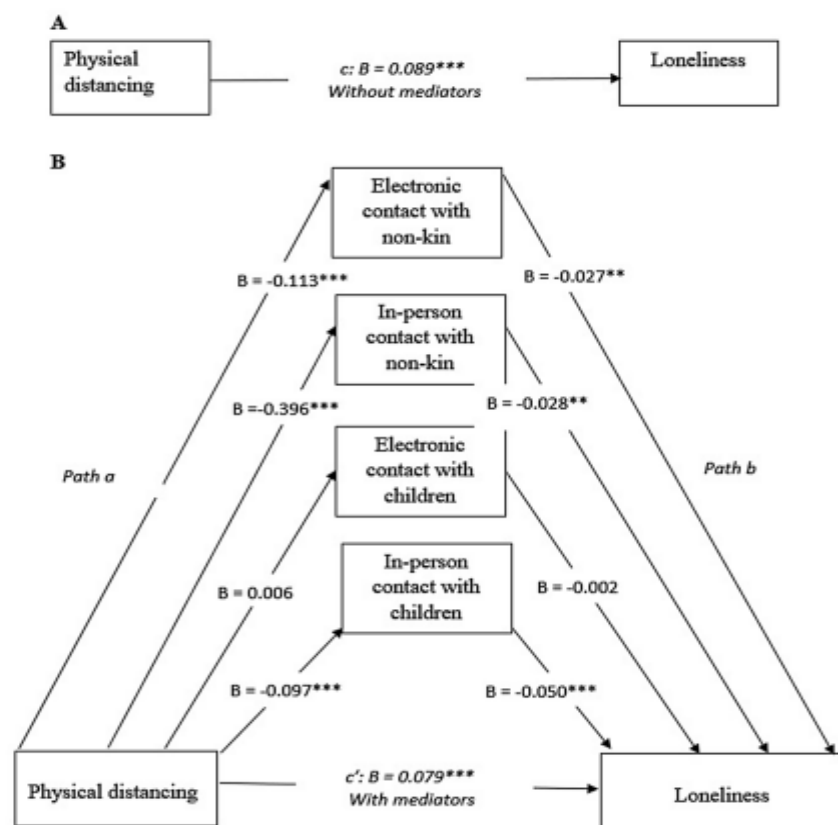 A
Physical
distancing
c: B = 0.089***
Without mediators
Loneliness
B
Electronic
contact with
non-kin
B = -0.113***
B = -0.027**
In-person
contact with
non-kin
B =-0.396***
B = -0.028**
Electronic
contact with
children
Path a
Path b
In-person
contact with
children
B = 0.006
B = -0.002
B = -0.097***
B = -0.050***
Physical distancing
c': B = 0.079***
With mediators
Loneliness